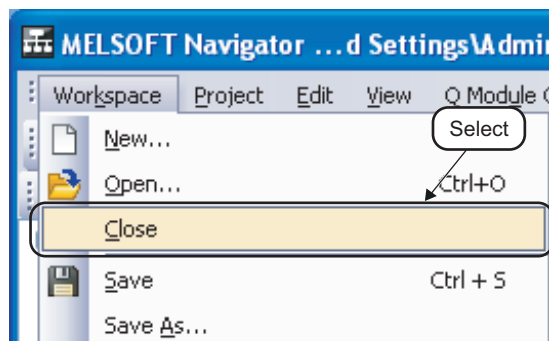 MELSOFT Navigator ...d Settings\Admi
Workspace Project Edit View Q Module
Select
New...
Open... Ctrl+O
Close
Save Ctrl + S
Save As...